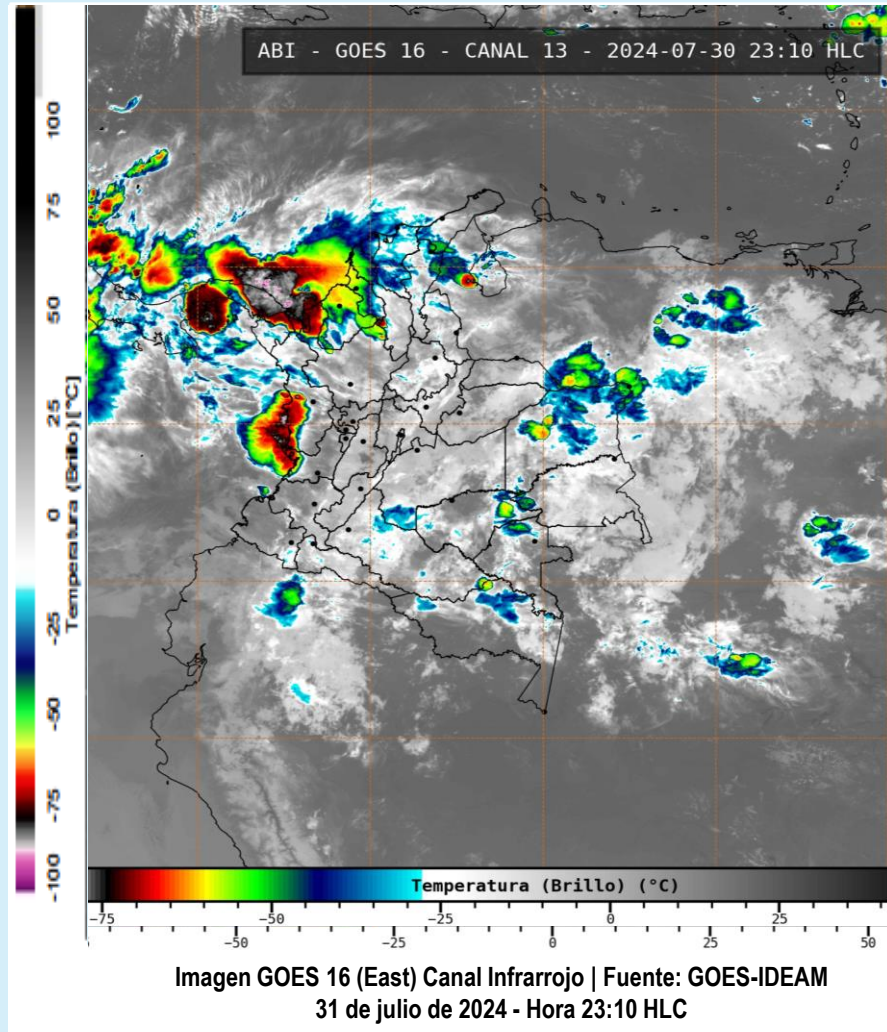 ABI - GOES 16 - CANAL 13 - 2024-07-30 23:10 HLC
100
75
50
25
0
-25
-50
-75
-100
Temperatura (Brillo) [°C]
Temperatura (Brillo) (°C)
-75 -50 -25 0 25
-50 -25 0 25 50
Imagen GOES 16 (East) Canal Infrarrojo | Fuente: GOES-IDEAM
31 de julio de 2024 - Hora 23:10 HLC